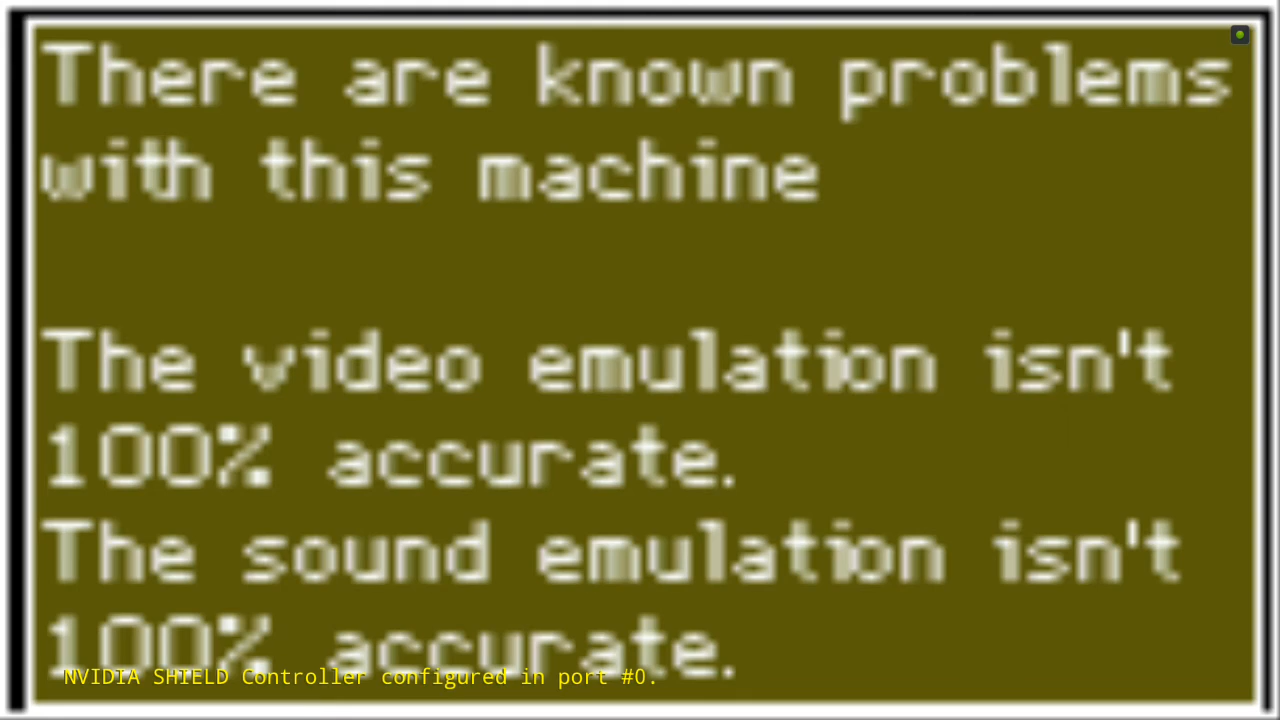 There are known problems
with this machine
The video emulation isn't
100% accurate.
The sound emulation isn't
100% accurate.
NVIDIA SHIELD Controller configured in port #0.